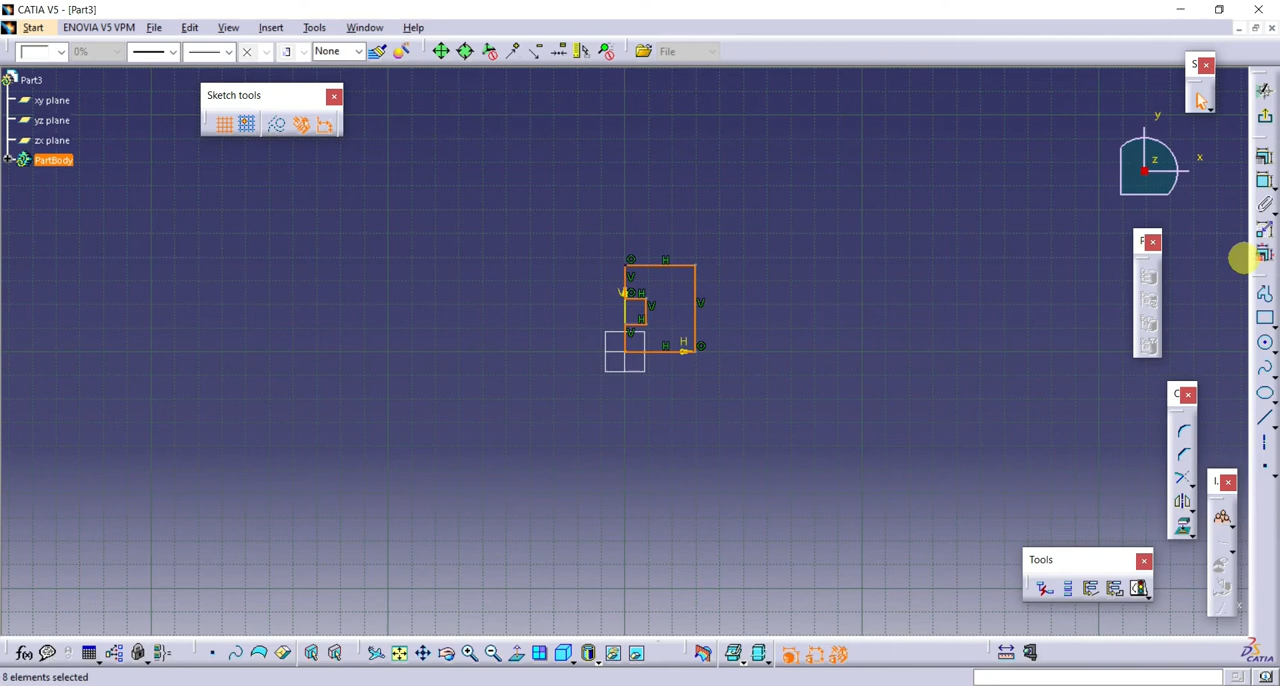 CATIA V5 - [Part3]
Start ENOVIA V5 VPM File Edit View Insert Tools Window Help
0% None File
Part3
xy plane
yz plane
zx plane
PartBody
Sketch tools
S
y
x
z
P
H
V
V
H
V
V
H
V
H
H
C
I.
Tools
f(x)
CATIA
8 elements selected